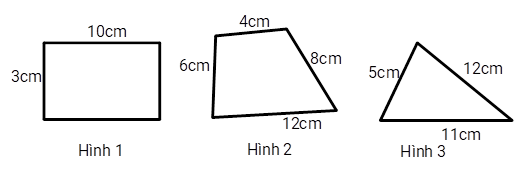 10cm
3cm
Hình 1
4cm
6cm
8cm
12cm
Hình 2
5cm
12cm
11cm
Hình 3